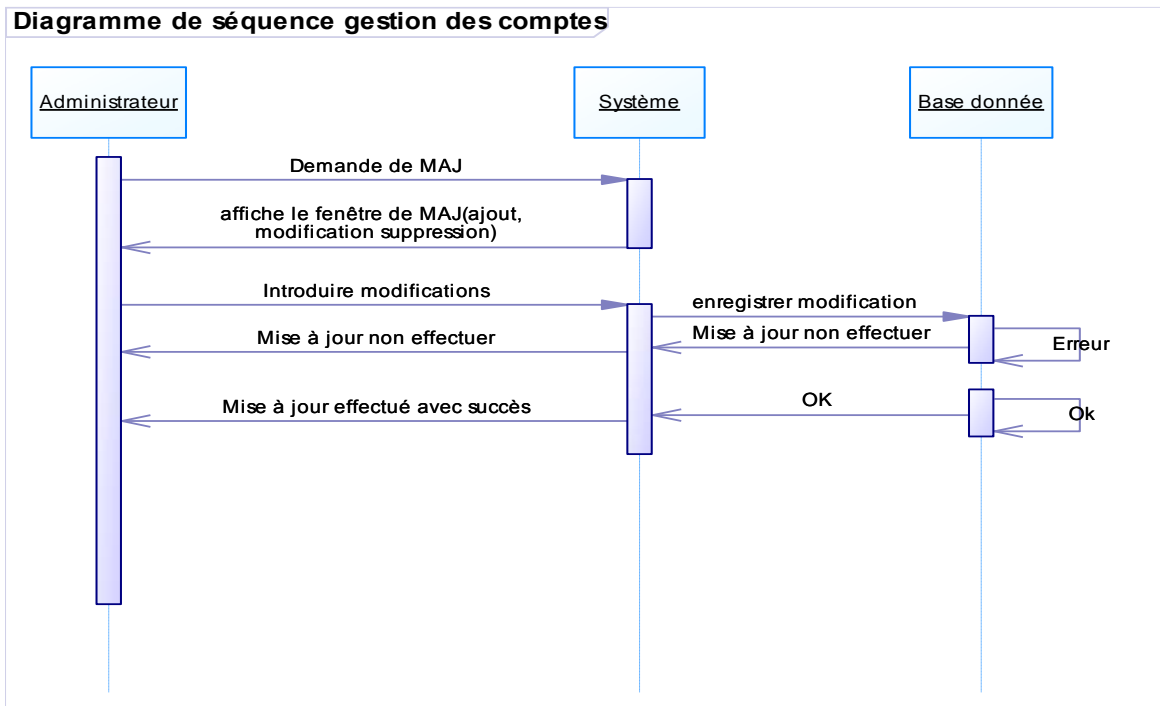 Diagramme de séquence gestion des comptes
Administrateur
Système
Base donnée
Demande de MAJ
affiche le fenêtre de MAJ(ajout,
modification suppression)
Introduire modifications
enregistrer modification
Mise à jour non effectuer
Mise à jour non effectuer
Erreur
Mise à jour effectué avec succès
OK
Ok